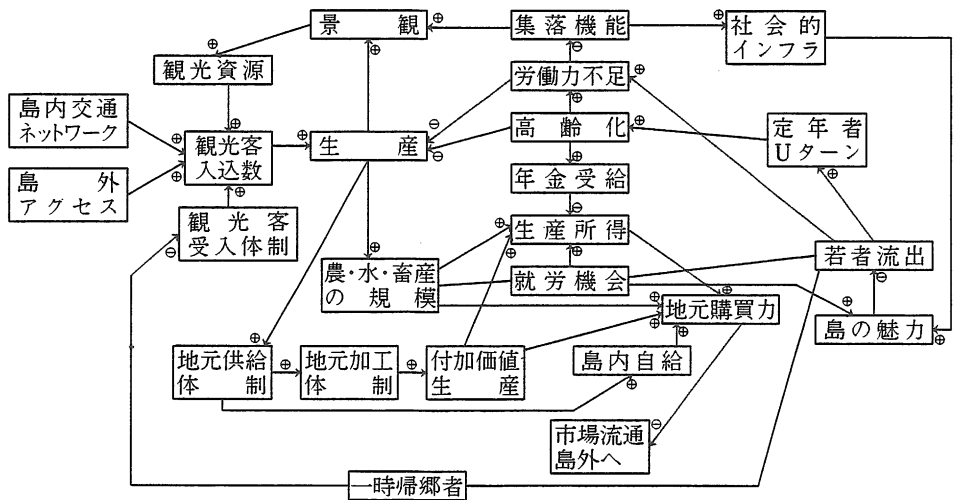 景観
集落機能
社会的
インフラ
観光資源
労働力不足
島内交通
ネットワーク
観光客
入込数
生産
高齢化
定年者
Uターン
島外
アグセス
年金受給
観光客
受入体制
生産所得
農・水・畜産
の規模
就労機会
若者流出
地元購買力
島の魅力
地元供給
体制
地元加工
体制
付加価値
生産
島内自給
市場流通
島外へ
一時帰郷者